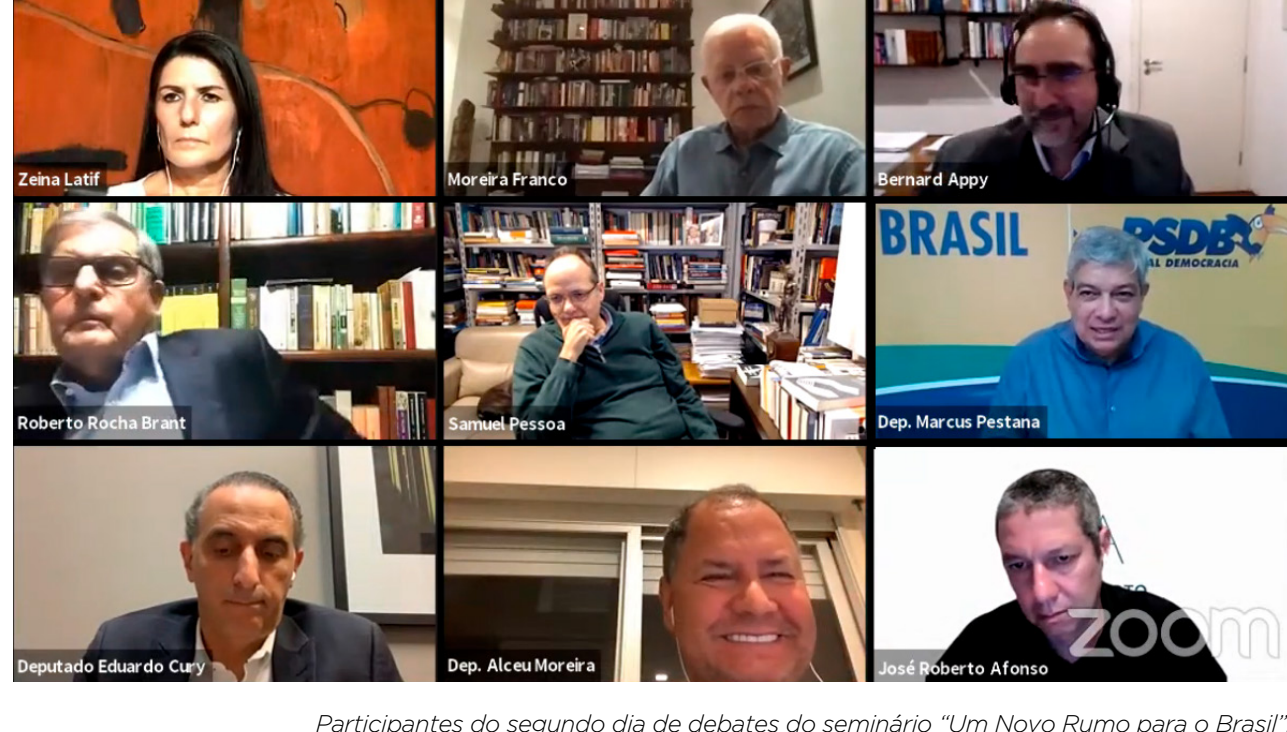 Zeina Latif
Moreira Franco
Bernard Appy
BRASIL
PSDB
AL DEMOCRACIA
Roberto Rocha Brant
Samuel Pessoa
Dep. Marcus Pestana
Deputado Eduardo Cury
Dep. Alceu Moreira
José Roberto Afonso
zoom
Participantes do segundo dia de debates do seminário “Um Novo Rumo para o Brasil”